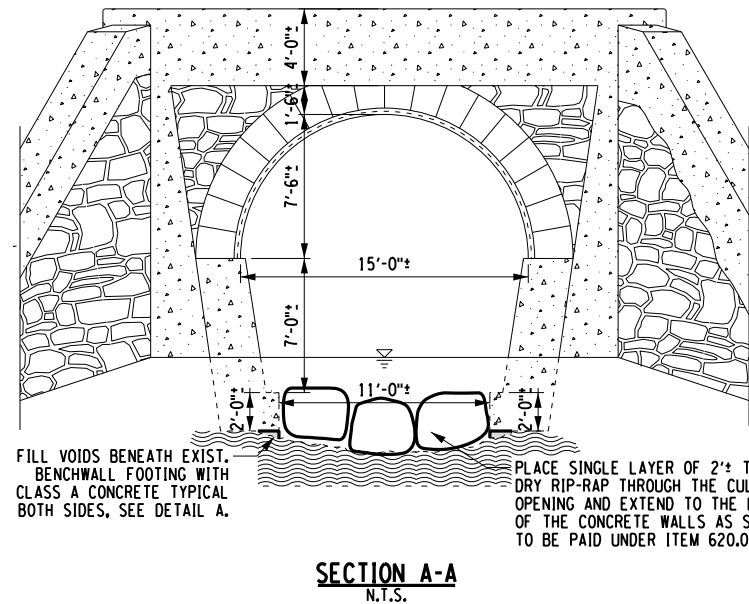 4'-0"±
1'-6"±
7'-6"±
15'-0"±
7'-0"±
11'-0"±
2'-0"±
2'-0"±
FILL VOIDS BENEATH EXIST.
BENCHWALL FOOTING WITH
CLASS A CONCRETE TYPICAL
BOTH SIDES, SEE DETAIL A.
PLACE SINGLE LAYER OF 2'±
DRY RIP-RAP THROUGH THE
OPENING AND EXTEND TO THE
OF THE CONCRETE WALLS AS
TO BE PAID UNDER ITEM
SECTION A-A
N.T.S.